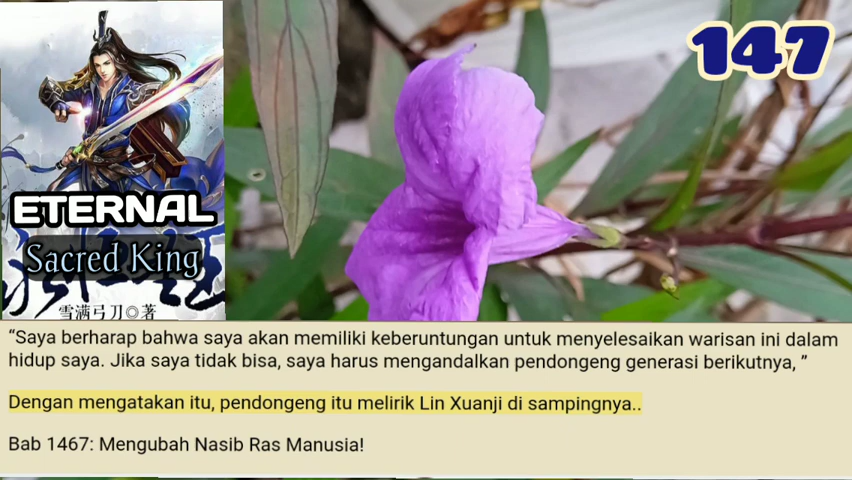 147
ETERNAL
Sacred King
雪满弓刀◎著
“Saya berharap bahwa saya akan memiliki keberuntungan untuk menyelesaikan warisan ini dalam
hidup saya. Jika saya tidak bisa, saya harus mengandalkan pendongeng generasi berikutnya, ”
Dengan mengatakan itu, pendongeng itu melirik Lin Xuanji di sampingnya..
Bab 1467: Mengubah Nasib Ras Manusia!